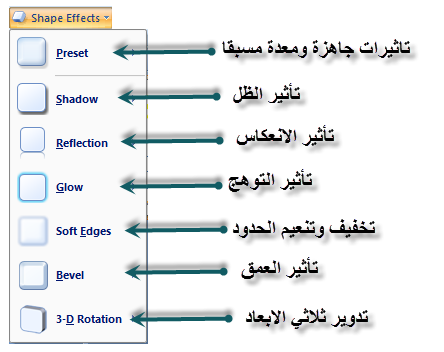 Shape Effects
Preset تاثيرات جاهزة ومعدة مسبقا
Shadow تأثير الظل
Reflection تأثير الانعكاس
Glow تأثير التوهج
Soft Edges تخفيف وتنعيم الحدود
Bevel تأثير العمق
3-D Rotation تدوير ثلاثي الابعاد